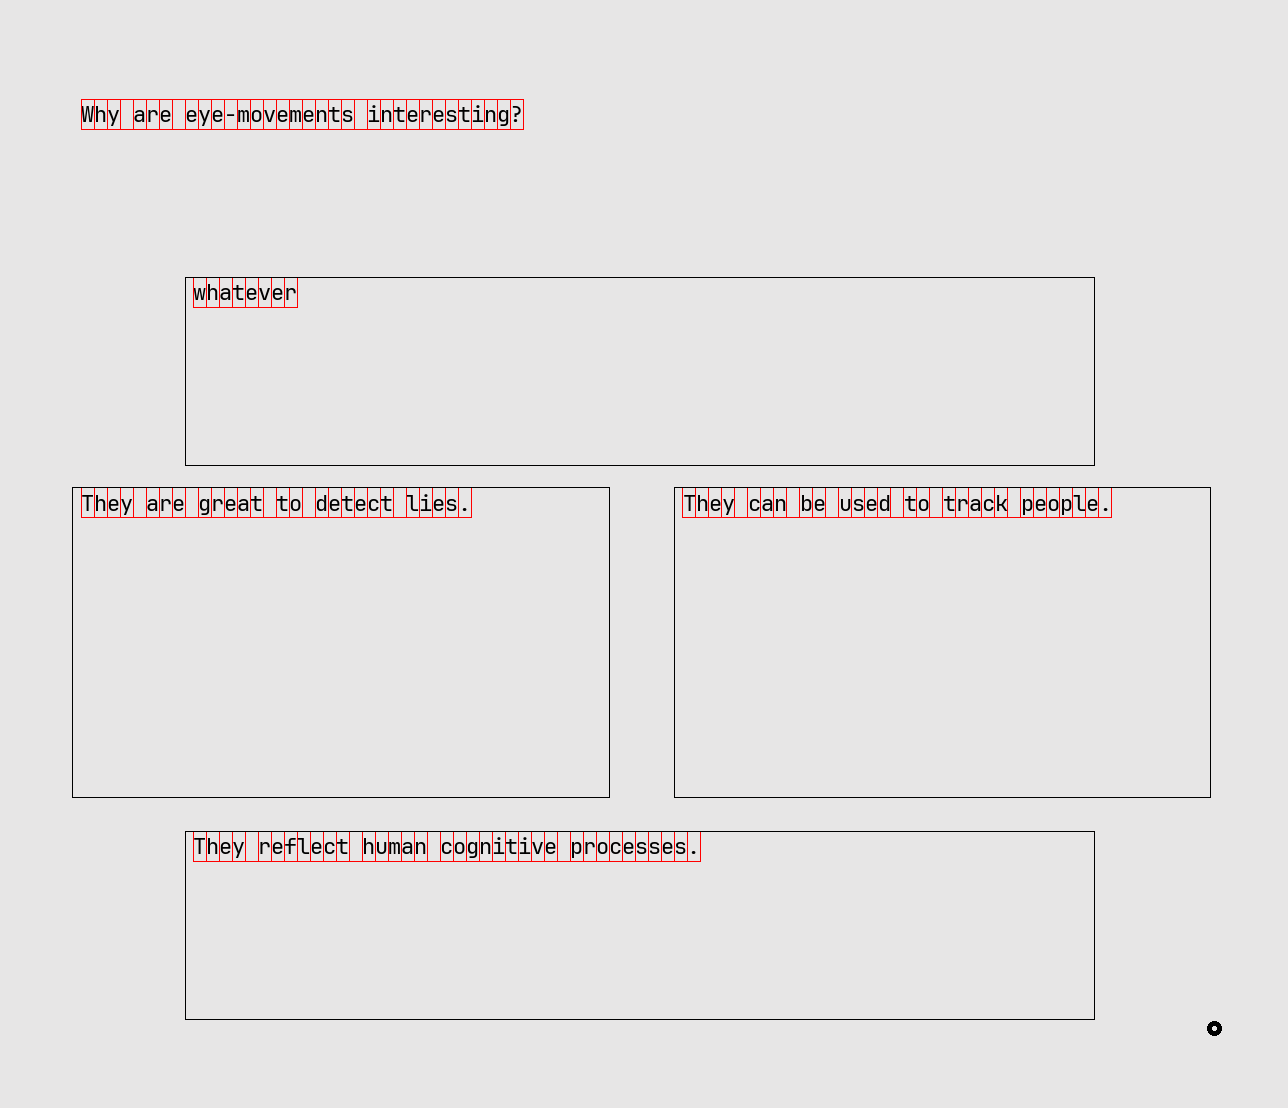 Why are eye-movements interesting?
whatever
They are great to detect lies.
They can be used to track people.
They reflect human cognitive processes.